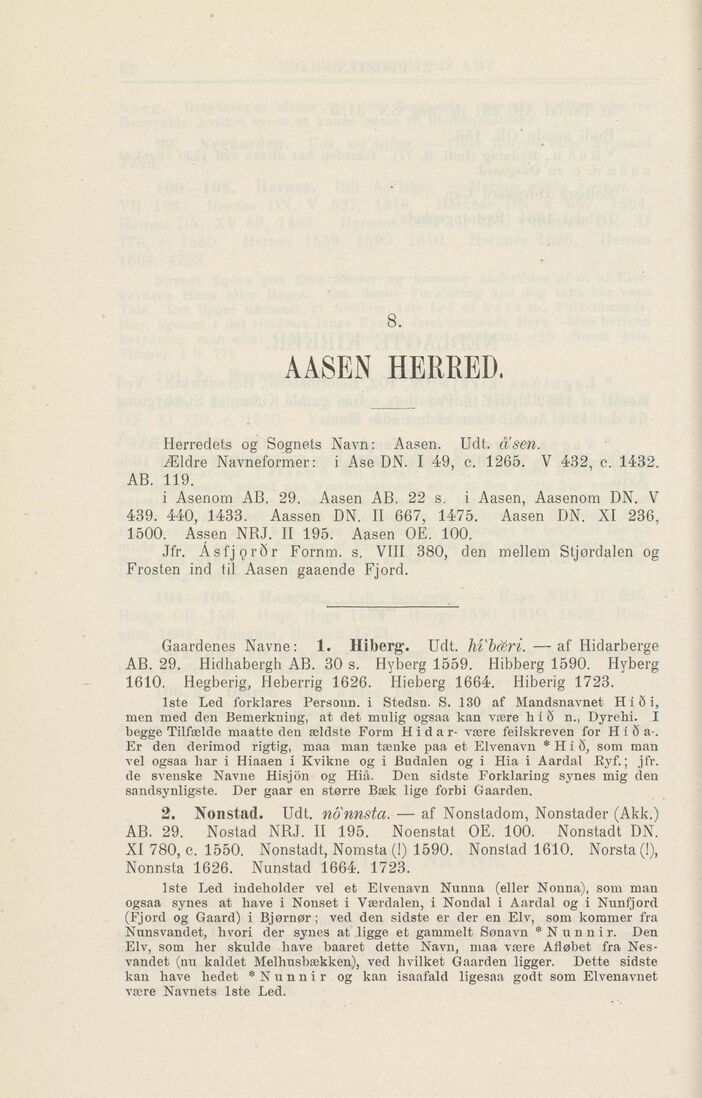 8.
AASEN HERRED.
Herredets og Sognets Navn: Aasen. Udt. å'sen.
Ældre Navneformer: i Ase DN. I 49, c. 1265. V 432, c. 1432.
AB. 119.
i Asenom AB. 29. Aasen AB. 22 s. i Aasen, Aasenom DN. V
439. 440, 1433. Aassen DN. II 667, 1475. Aasen DN. XI 236,
1500. Assen NRJ. II 195. Aasen OE. 100.
Jfr. Ásfjǫrðr Fornm. s. VIII 380, den mellem Stjørdalen og
Frosten ind til Aasen gaaende Fjord.
Gaardenes Navne: 1. Hiberg. Udt. hi`bæri. — af Hidarberge
AB. 29. Hidhabergh AB. 30 s. Hyberg 1559. Hibberg 1590. Hyberg
1610. Hegberig, Heberrig 1626. Hieberg 1664. Hiberig 1723.
1ste Led forklares Personn. i Stedsn. S. 130 af Mandsnavnet Híði,
men med den Bemerkning, at det mulig ogsaa kan være híð n., Dyrehi. I
begge Tilfælde maatte den ældste Form Hidar- være feilskreven for Híða-.
Er den derimod rigtig, maa man tænke paa et Elvenavn *Híð, som man
vel ogsaa har i Hiaaen i Kvikne og i Budalen og i Hia i Aardal Ryf.; jfr.
de svenske Navne Hisjön og Hiå. Den sidste Forklaring synes mig den
sandsynligste. Der gaar en større Bæk lige forbi Gaarden.
2. Nonstad. Udt. nò`nnsta. — af Nonstadom, Nonstader (Akk.)
AB. 29. Nostad NRJ. II 195. Noenstat OE. 100. Nonstadt DN.
XI 780, c. 1550. Nonstadt, Nomsta (!) 1590. Nonstad 1610. Norsta (!),
Nonnsta 1626. Nunstad 1664. 1723.
1ste Led indeholder vel et Elvenavn Nunna (eller Nonna), som man
ogsaa synes at have i Nonset i Værdalen, i Nondal i Aardal og i Nunfjord
(Fjord og Gaard) i Bjørnør; ved den sidste er der en Elv, som kommer fra
Nunsvandet, hvori der synes at ligge et gammelt Sønavn *Nunnir. Den
Elv, som her skulde have baaret dette Navn, maa være Afløbet fra Nes-
vandet (nu kaldet Melhusbækken), ved hvilket Gaarden ligger. Dette sidste
kan have hedet *Nunnir og kan isaafald ligesaa godt som Elvenavnet
være Navnets 1ste Led.